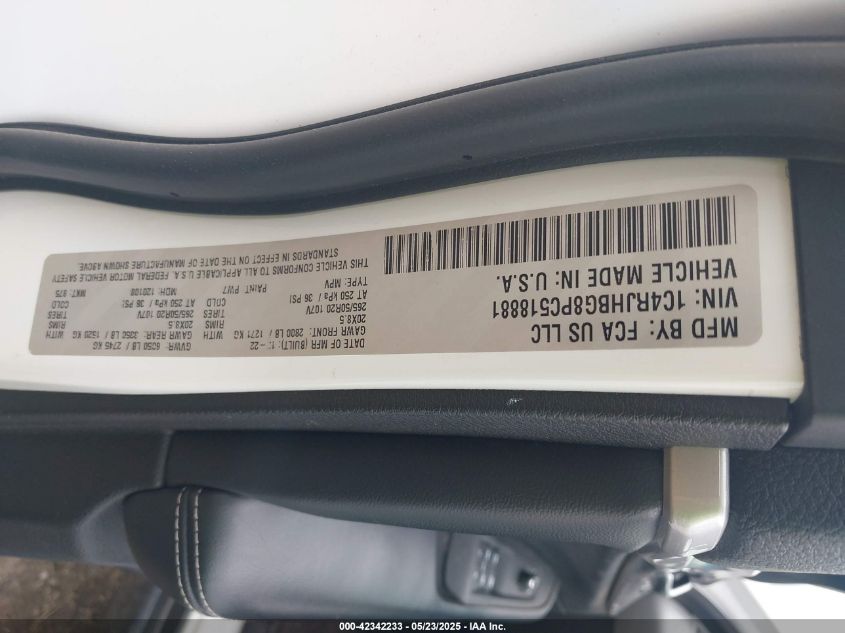 MFD BY: FCA US LLC
VIN: 1C4RJHBG8PC518881
VEHICLE MADE IN: U.S.A.
DATE OF MFR (BUILT): 1 -22
GVWR: 6050 LB / 2745 KG
GAWR FRONT: 2800 LB / 1271 KG WITH
GAWR REAR: 3350 LB / 1520 KG WITH
20X8.5 RIMS
20X8.5 RIMS
265/50R20 107V TIRES
265/50R20 107V TIRES
AT 250 kPa / 36 PSI COLD
AT 250 kPa / 36 PSI COLD
TYPE: MPV PAINT: PW7 MDH: 120108 MKT: 975
THIS VEHICLE CONFORMS TO ALL APPLICABLE U.S.A. FEDERAL MOTOR VEHICLE SAFETY
STANDARDS IN EFFECT ON THE DATE OF MANUFACTURE SHOWN ABOVE.
000-42342233 - 05/23/2025 - IAA Inc.